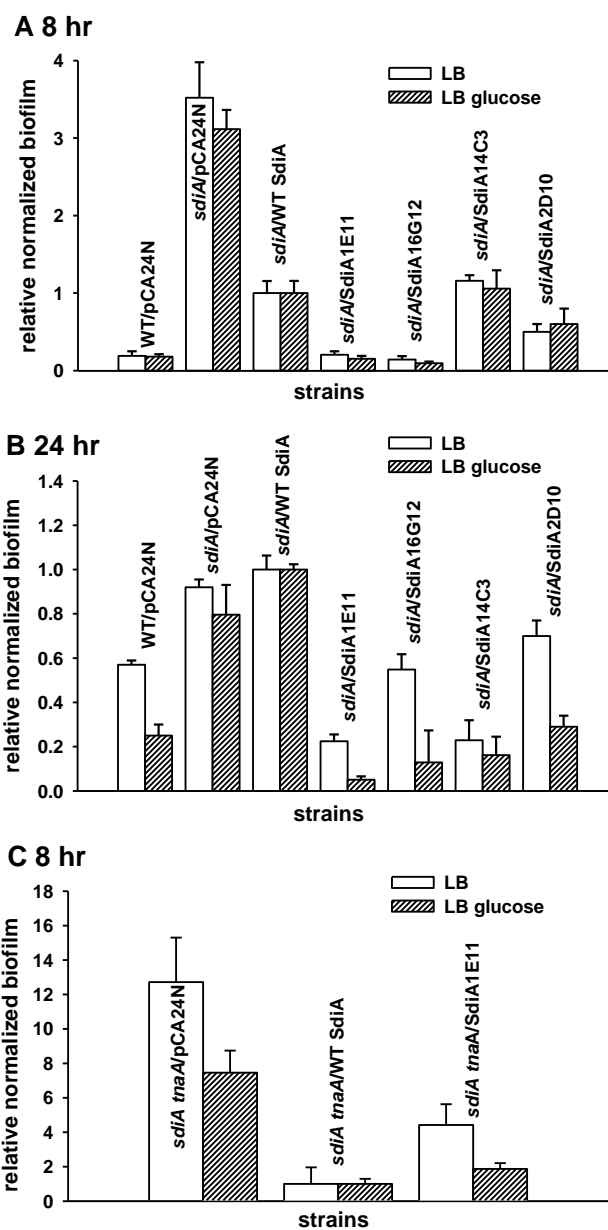 A 8 hr
relative normalized biofilm
4
3
2
1
0
LB
LB glucose
WT/pCA24N
sdiA/pCA24N
sdiA/WT SdiA
sdiA/SdiA1E11
sdiA/SdiA16G12
sdiA/SdiA14C3
sdiA/SdiA2D10
strains
B 24 hr
relative normalized biofilm
1.4
1.2
1.0
0.8
0.6
0.4
0.2
0.0
LB
LB glucose
WT/pCA24N
sdiA/pCA24N
sdiA/WT SdiA
sdiA/SdiA1E11
sdiA/SdiA16G12
sdiA/SdiA14C3
sdiA/SdiA2D10
strains
C 8 hr
relative normalized biofilm
18
16
14
12
10
8
6
4
2
0
LB
LB glucose
sdiA tnaA/pCA24N
sdiA tnaA/WT SdiA
sdiA tnaA/SdiA1E11
strains